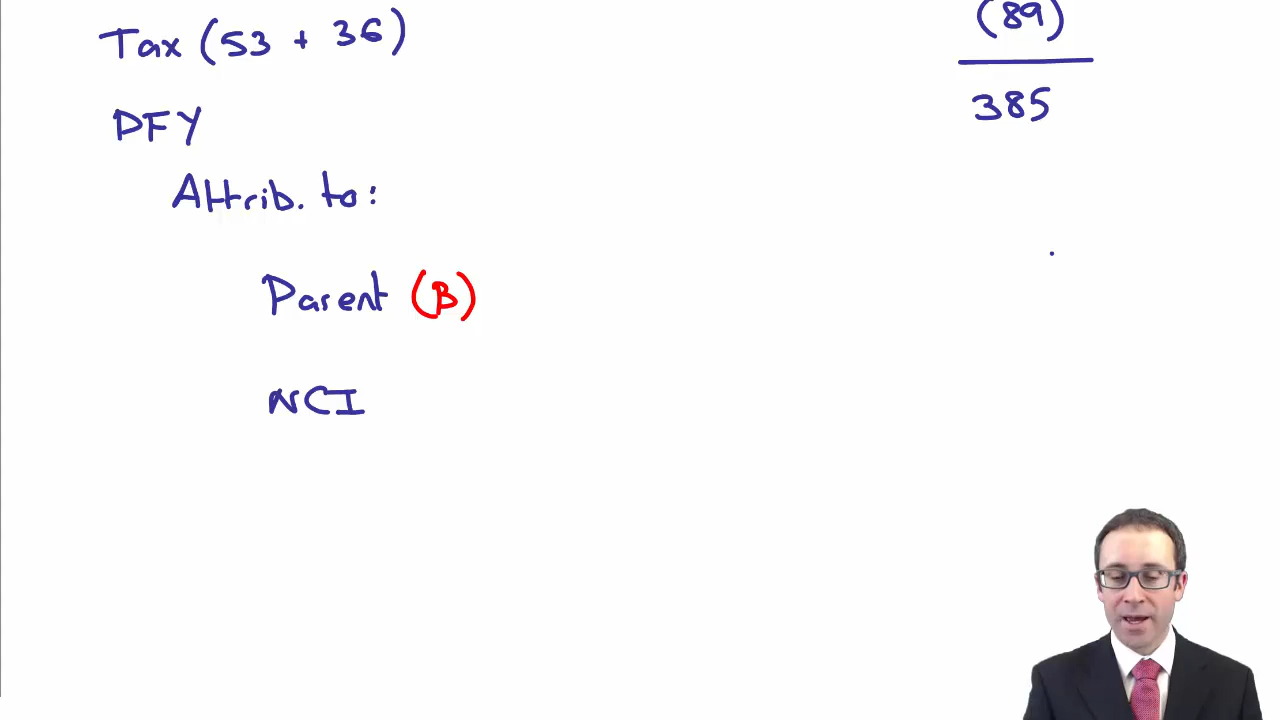 Tax (53 + 36) (89)
PFY 385
Attrib. to:
Parent (B)
NCI